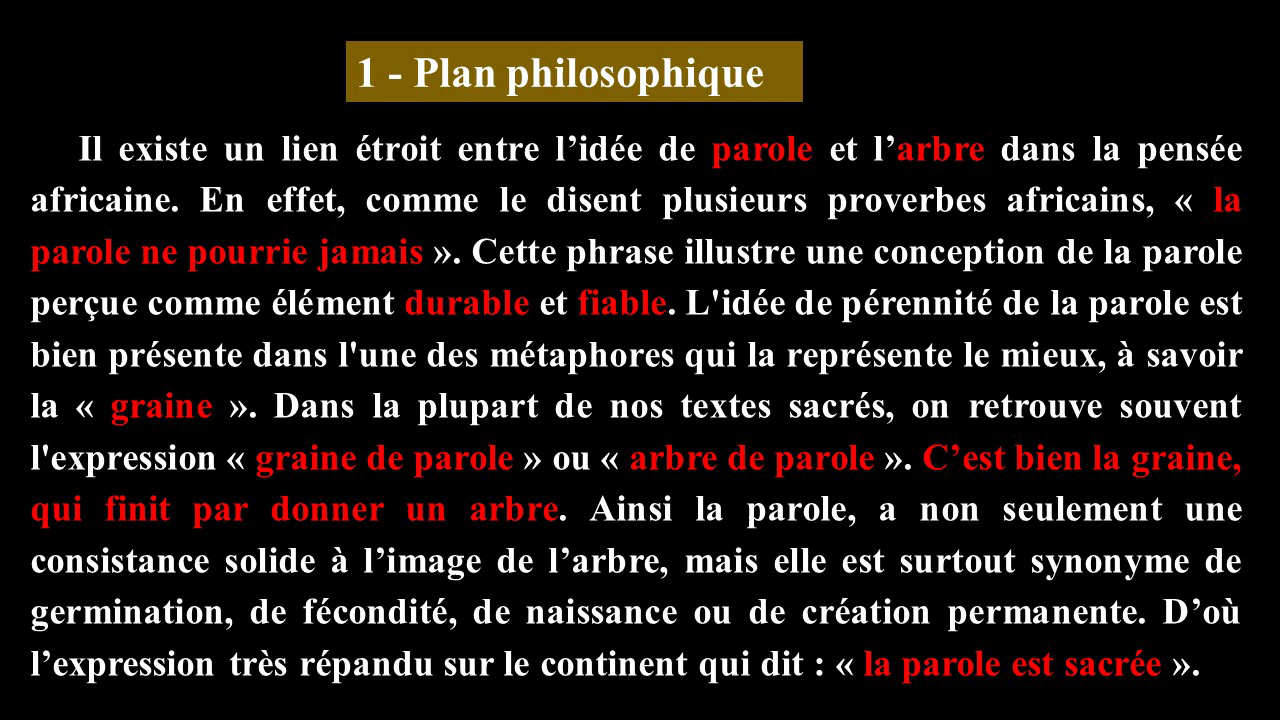 1 - Plan philosophique
Il existe un lien étroit entre l’idée de parole et l’arbre dans la pensée
africaine. En effet, comme le disent plusieurs proverbes africains, « la
parole ne pourrie jamais ». Cette phrase illustre une conception de la parole
perçue comme élément durable et fiable. L'idée de pérennité de la parole est
bien présente dans l'une des métaphores qui la représente le mieux, à savoir
la « graine ». Dans la plupart de nos textes sacrés, on retrouve souvent
l'expression « graine de parole » ou « arbre de parole ». C’est bien la graine,
qui finit par donner un arbre. Ainsi la parole, a non seulement une
consistance solide à l’image de l’arbre, mais elle est surtout synonyme de
germination, de fécondité, de naissance ou de création permanente. D’où
l’expression très répandu sur le continent qui dit : « la parole est sacrée ».